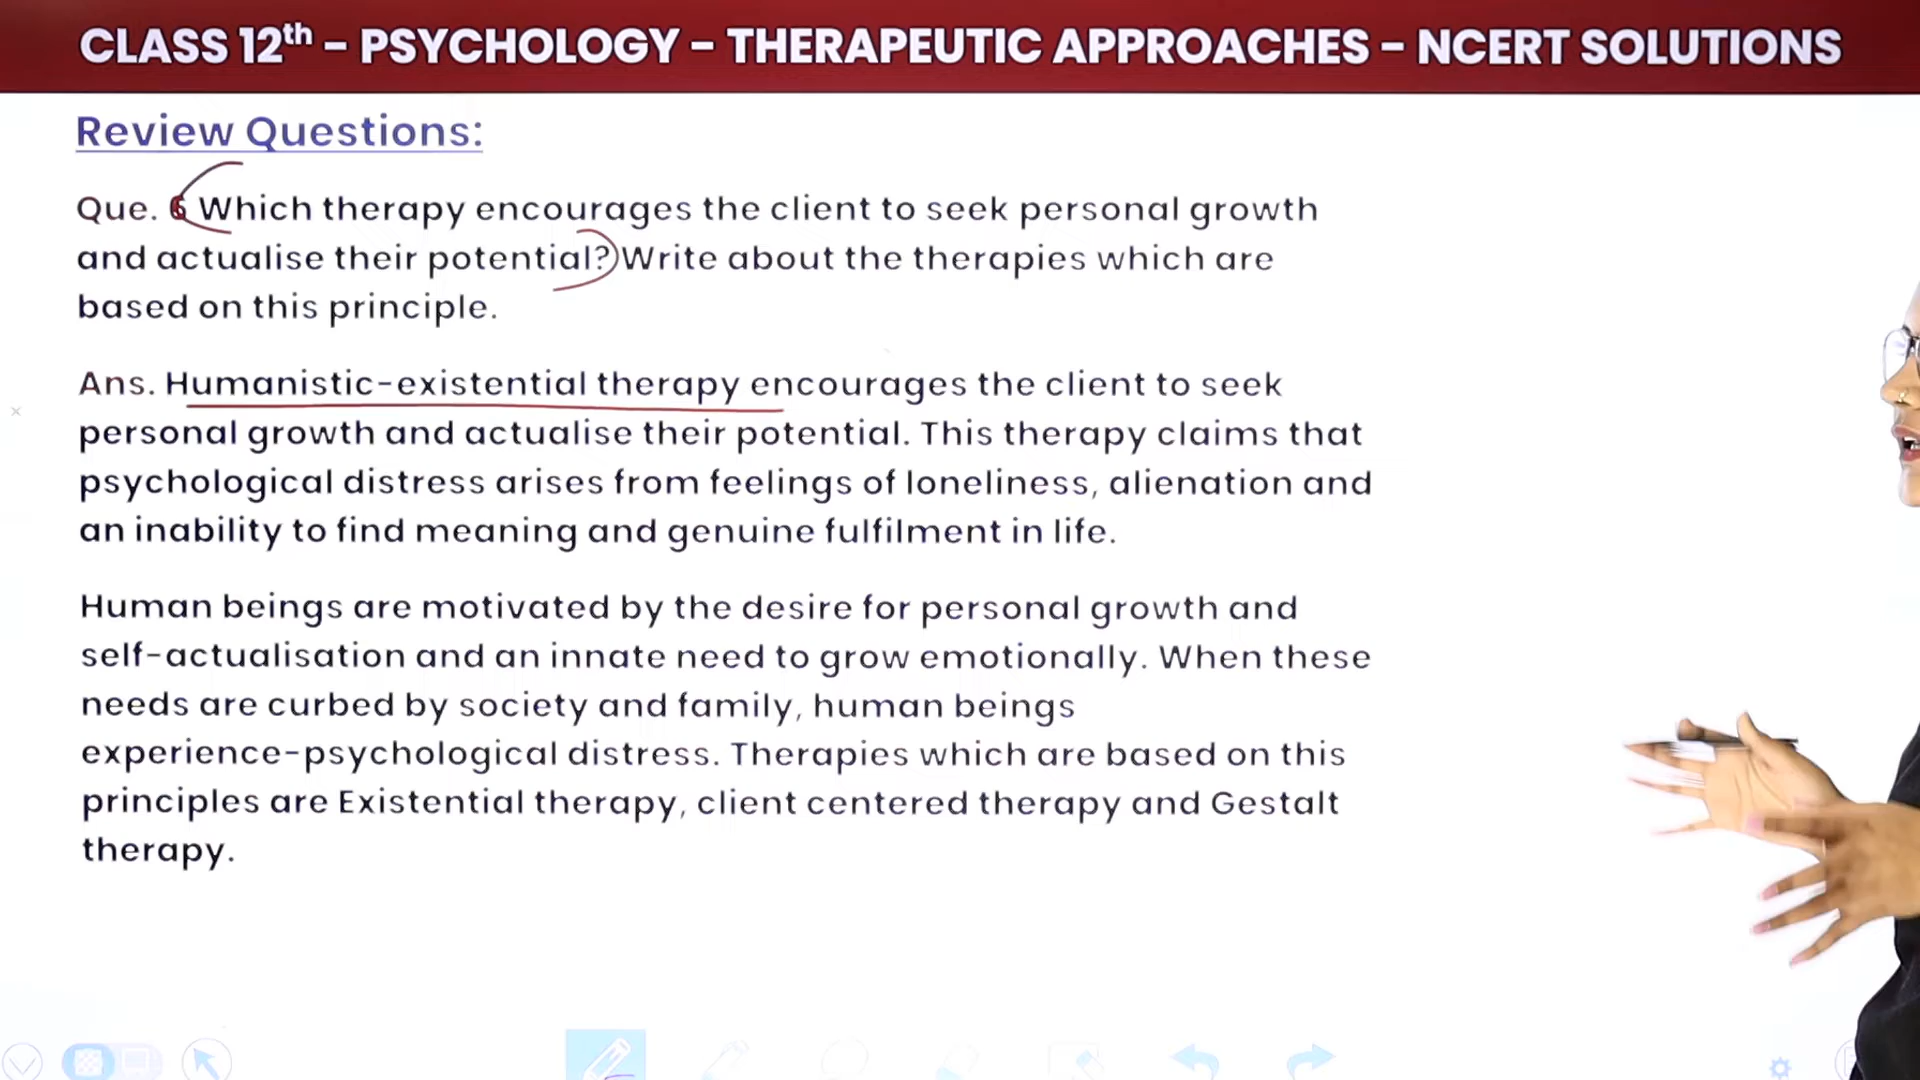 CLASS 12th - PSYCHOLOGY - THERAPEUTIC APPROACHES - NCERT SOLUTIONS
Review Questions:
Que. 6 Which therapy encourages the client to seek personal growth
and actualise their potential? Write about the therapies which are
based on this principle.
Ans. Humanistic-existential therapy encourages the client to seek
personal growth and actualise their potential. This therapy claims that
psychological distress arises from feelings of loneliness, alienation and
an inability to find meaning and genuine fulfilment in life.
Human beings are motivated by the desire for personal growth and
self-actualisation and an innate need to grow emotionally. When these
needs are curbed by society and family, human beings
experience-psychological distress. Therapies which are based on this
principles are Existential therapy, client centered therapy and Gestalt
therapy.